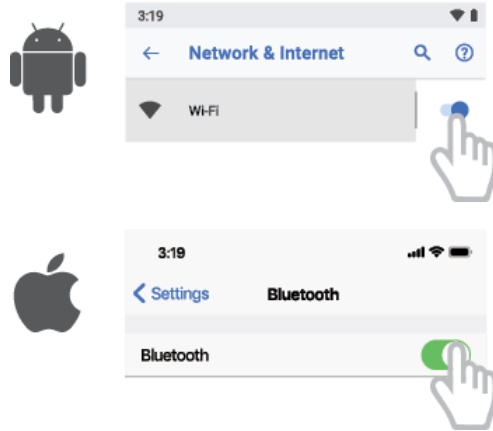 3:19
Network & Internet
Wi-Fi
3:19
Settings
Bluetooth
Bluetooth